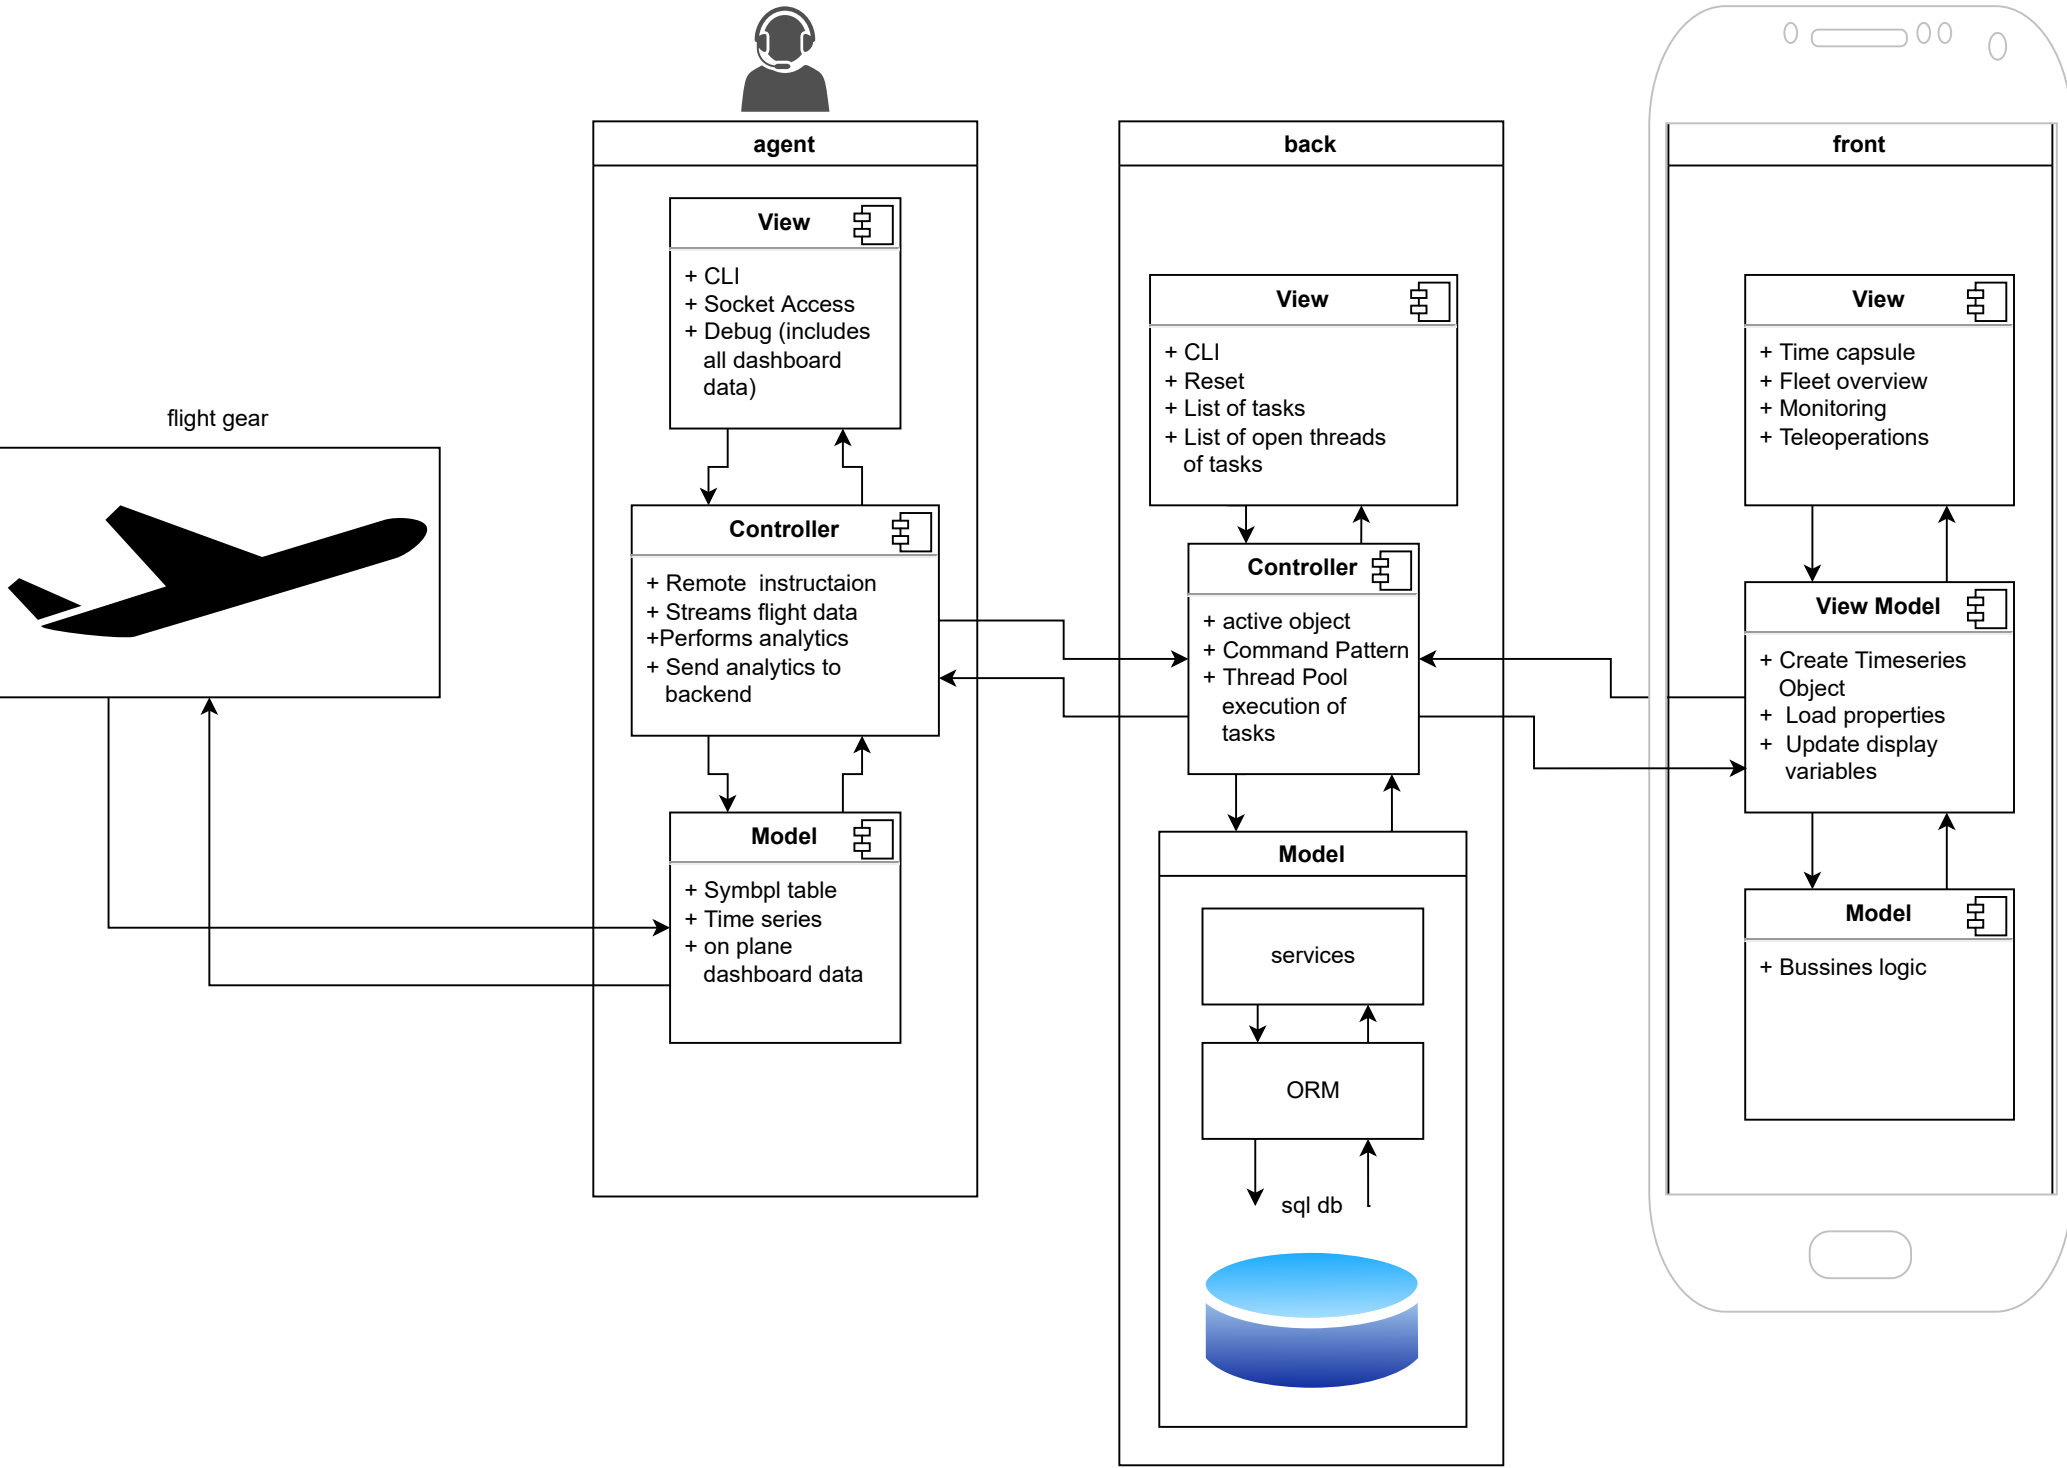 flight gear
agent
View
+ CLI
+ Socket Access
+ Debug (includes
all dashboard
data)
Controller
+ Remote  instructaion
+ Streams flight data
+Performs analytics
+ Send analytics to
backend
Model
+ Symbpl table
+ Time series
+ on plane
dashboard data
back
View
+ CLI
+ Reset
+ List of tasks
+ List of open threads
of tasks
Controller
+ active object
+ Command Pattern
+ Thread Pool
execution of
tasks
Model
services
ORM
sql db
front
View
+ Time capsule
+ Fleet overview
+ Monitoring
+ Teleoperations
View Model
+ Create Timeseries
Object
+  Load properties
+  Update display
variables
Model
+ Bussines logic